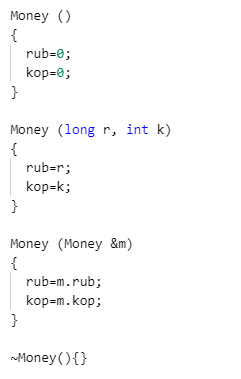 Money ()
{
rub=0;
kop=0;
}
Money (long r, int k)
{
rub=r;
kop=k;
}
Money (Money &m)
{
rub=m.rub;
kop=m.kop;
}
~Money(){}